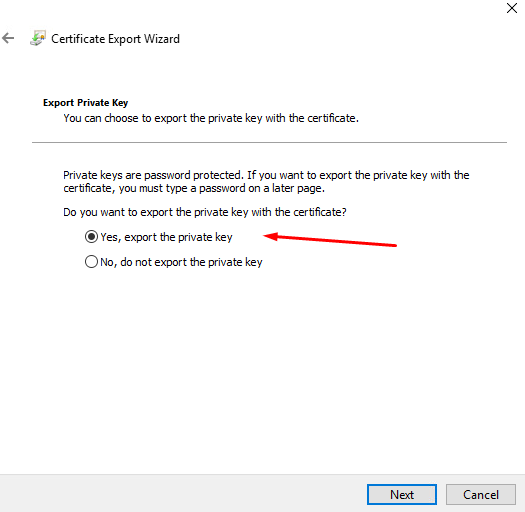 Certificate Export Wizard
Export Private Key
You can choose to export the private key with the certificate.
Private keys are password protected. If you want to export the private key with the
certificate, you must type a password on a later page.
Do you want to export the private key with the certificate?
Yes, export the private key
No, do not export the private key
Next
Cancel